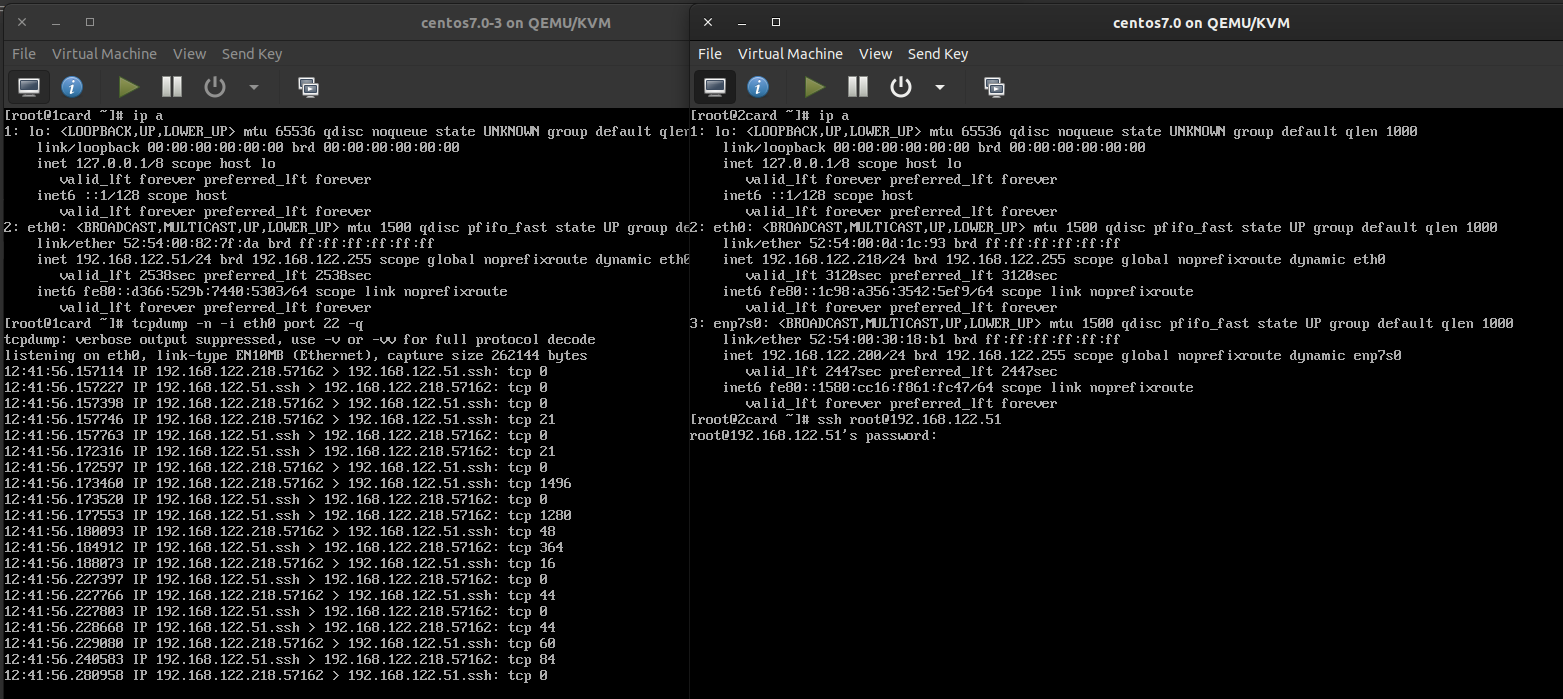 centos7.0-3 on QEMU/KVM
File Virtual Machine View Send Key
[root@1card ~]# ip a
1: lo: <LOOPBACK,UP,LOWER_UP> mtu 65536 qdisc noqueue state UNKNOWN group default qlen
    link/loopback 00:00:00:00:00:00 brd 00:00:00:00:00:00
    inet 127.0.0.1/8 scope host lo
       valid_lft forever preferred_lft forever
    inet6 ::1/128 scope host
       valid_lft forever preferred_lft forever
2: eth0: <BROADCAST,MULTICAST,UP,LOWER_UP> mtu 1500 qdisc pfifo_fast state UP group de
    link/ether 52:54:00:82:7f:da brd ff:ff:ff:ff:ff:ff
    inet 192.168.122.51/24 brd 192.168.122.255 scope global noprefixroute dynamic eth0
       valid_lft 2538sec preferred_lft 2538sec
    inet6 fe80::d366:529b:7440:5303/64 scope link noprefixroute
       valid_lft forever preferred_lft forever
[root@1card ~]# tcpdump -n -i eth0 port 22 -q
tcpdump: verbose output suppressed, use -v or -vv for full protocol decode
listening on eth0, link-type EN10MB (Ethernet), capture size 262144 bytes
12:41:56.157114 IP 192.168.122.218.57162 > 192.168.122.51.ssh: tcp 0
12:41:56.157227 IP 192.168.122.51.ssh > 192.168.122.218.57162: tcp 0
12:41:56.157398 IP 192.168.122.218.57162 > 192.168.122.51.ssh: tcp 0
12:41:56.157746 IP 192.168.122.218.57162 > 192.168.122.51.ssh: tcp 21
12:41:56.157763 IP 192.168.122.51.ssh > 192.168.122.218.57162: tcp 0
12:41:56.172316 IP 192.168.122.51.ssh > 192.168.122.218.57162: tcp 21
12:41:56.172597 IP 192.168.122.218.57162 > 192.168.122.51.ssh: tcp 0
12:41:56.173460 IP 192.168.122.218.57162 > 192.168.122.51.ssh: tcp 1496
12:41:56.173520 IP 192.168.122.51.ssh > 192.168.122.218.57162: tcp 0
12:41:56.177553 IP 192.168.122.51.ssh > 192.168.122.218.57162: tcp 1280
12:41:56.180093 IP 192.168.122.218.57162 > 192.168.122.51.ssh: tcp 48
12:41:56.184912 IP 192.168.122.51.ssh > 192.168.122.218.57162: tcp 364
12:41:56.188073 IP 192.168.122.218.57162 > 192.168.122.51.ssh: tcp 16
12:41:56.227397 IP 192.168.122.51.ssh > 192.168.122.218.57162: tcp 0
12:41:56.227766 IP 192.168.122.218.57162 > 192.168.122.51.ssh: tcp 44
12:41:56.227803 IP 192.168.122.51.ssh > 192.168.122.218.57162: tcp 0
12:41:56.228668 IP 192.168.122.51.ssh > 192.168.122.218.57162: tcp 44
12:41:56.229080 IP 192.168.122.218.57162 > 192.168.122.51.ssh: tcp 60
12:41:56.240583 IP 192.168.122.51.ssh > 192.168.122.218.57162: tcp 84
12:41:56.280958 IP 192.168.122.218.57162 > 192.168.122.51.ssh: tcp 0
centos7.0 on QEMU/KVM
File Virtual Machine View Send Key
[root@2card ~]# ip a
1: lo: <LOOPBACK,UP,LOWER_UP> mtu 65536 qdisc noqueue state UNKNOWN group default qlen 1000
    link/loopback 00:00:00:00:00:00 brd 00:00:00:00:00:00
    inet 127.0.0.1/8 scope host lo
       valid_lft forever preferred_lft forever
    inet6 ::1/128 scope host
       valid_lft forever preferred_lft forever
2: eth0: <BROADCAST,MULTICAST,UP,LOWER_UP> mtu 1500 qdisc pfifo_fast state UP group default qlen 1000
    link/ether 52:54:00:0d:1c:93 brd ff:ff:ff:ff:ff:ff
    inet 192.168.122.218/24 brd 192.168.122.255 scope global noprefixroute dynamic eth0
       valid_lft 3120sec preferred_lft 3120sec
    inet6 fe80::1c98:a356:3542:5ef9/64 scope link noprefixroute
       valid_lft forever preferred_lft forever
3: enp7s0: <BROADCAST,MULTICAST,UP,LOWER_UP> mtu 1500 qdisc pfifo_fast state UP group default qlen 1000
    link/ether 52:54:00:30:18:b1 brd ff:ff:ff:ff:ff:ff
    inet 192.168.122.200/24 brd 192.168.122.255 scope global noprefixroute dynamic enp7s0
       valid_lft 2447sec preferred_lft 2447sec
    inet6 fe80::1580:cc16:f861:fc47/64 scope link noprefixroute
       valid_lft forever preferred_lft forever
[root@2card ~]# ssh root@192.168.122.51
root@192.168.122.51's password: